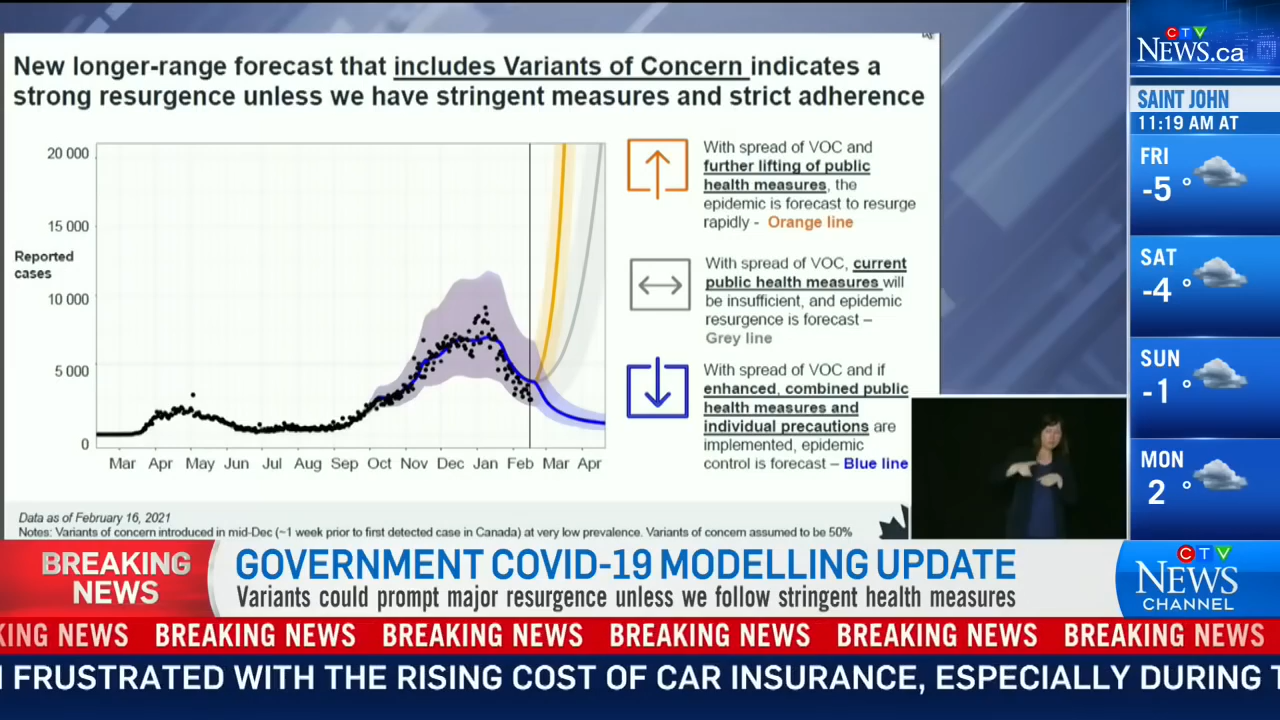 New longer-range forecast that includes Variants of Concern indicates a
strong resurgence unless we have stringent measures and strict adherence
20 000
15 000
Reported
cases
10 000
5 000
0
Mar Apr May Jun Jul Aug Sep Oct Nov Dec Jan Feb Mar Apr
With spread of VOC and
further lifting of public
health measures, the
epidemic is forecast to resurge
rapidly - Orange line
With spread of VOC, current
public health measures will
be insufficient, and epidemic
resurgence is forecast –
Grey line
With spread of VOC and if
enhanced, combined public
health measures and
individual precautions are
implemented, epidemic
control is forecast – Blue line
Data as of February 16, 2021
Notes: Variants of concern introduced in mid-Dec (~1 week prior to first detected case in Canada) at very low prevalence. Variants of concern assumed to be 50%
CTV
NEWS.ca
SAINT JOHN
11:19 AM AT
FRI
-5 °
SAT
-4 °
SUN
-1 °
MON
2 °
BREAKING
NEWS
GOVERNMENT COVID-19 MODELLING UPDATE
Variants could prompt major resurgence unless we follow stringent health measures
CTV
NEWS
CHANNEL
KING NEWS BREAKING NEWS BREAKING NEWS BREAKING NEWS BREAKING NEWS BREAKING NEWS
FRUSTRATED WITH THE RISING COST OF CAR INSURANCE, ESPECIALLY DURING